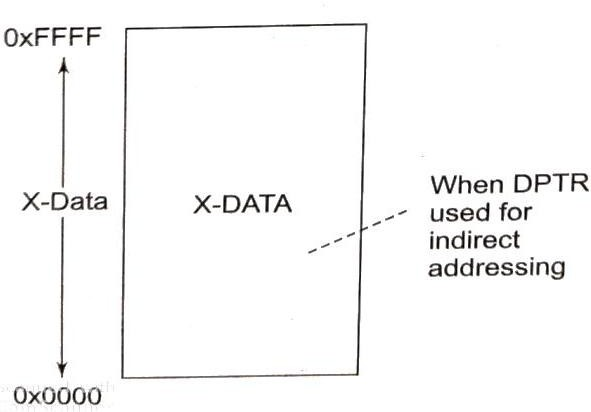 0xFFFF
X-Data
X-DATA
When DPTR
used for
indirect
addressing
0x0000